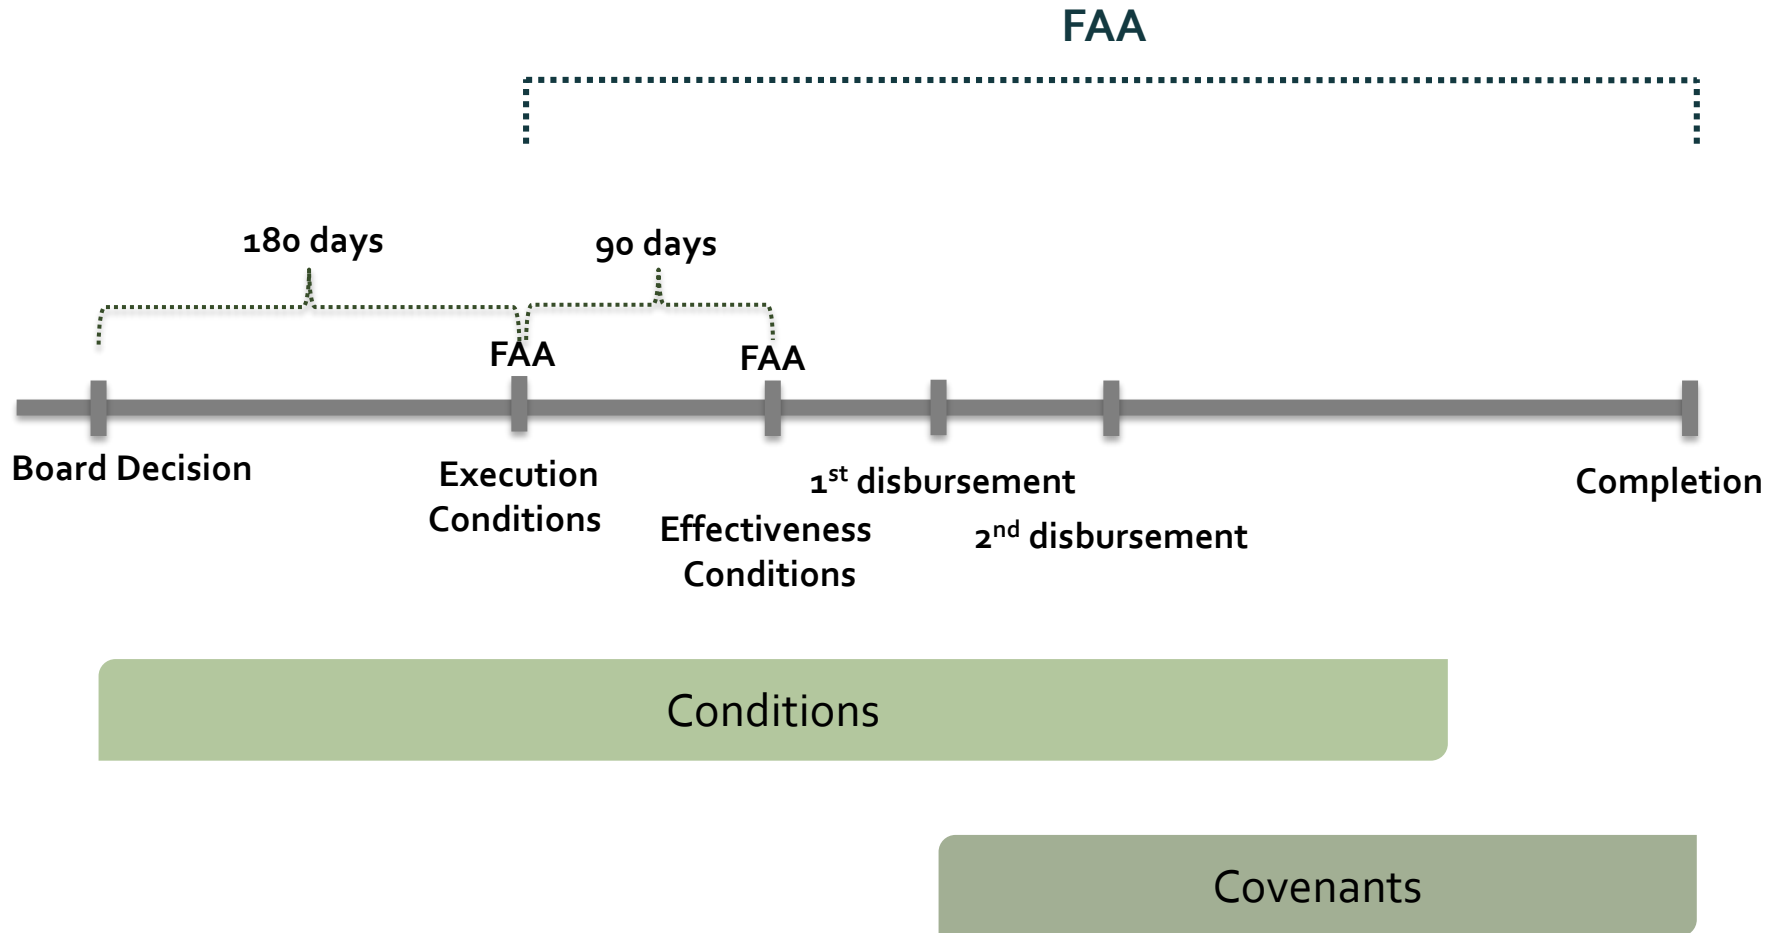 FAA
180 days
90 days
FAA
FAA
Board Decision
Execution
Conditions
Effectiveness
Conditions
1st disbursement
2nd disbursement
Completion
Conditions
Covenants